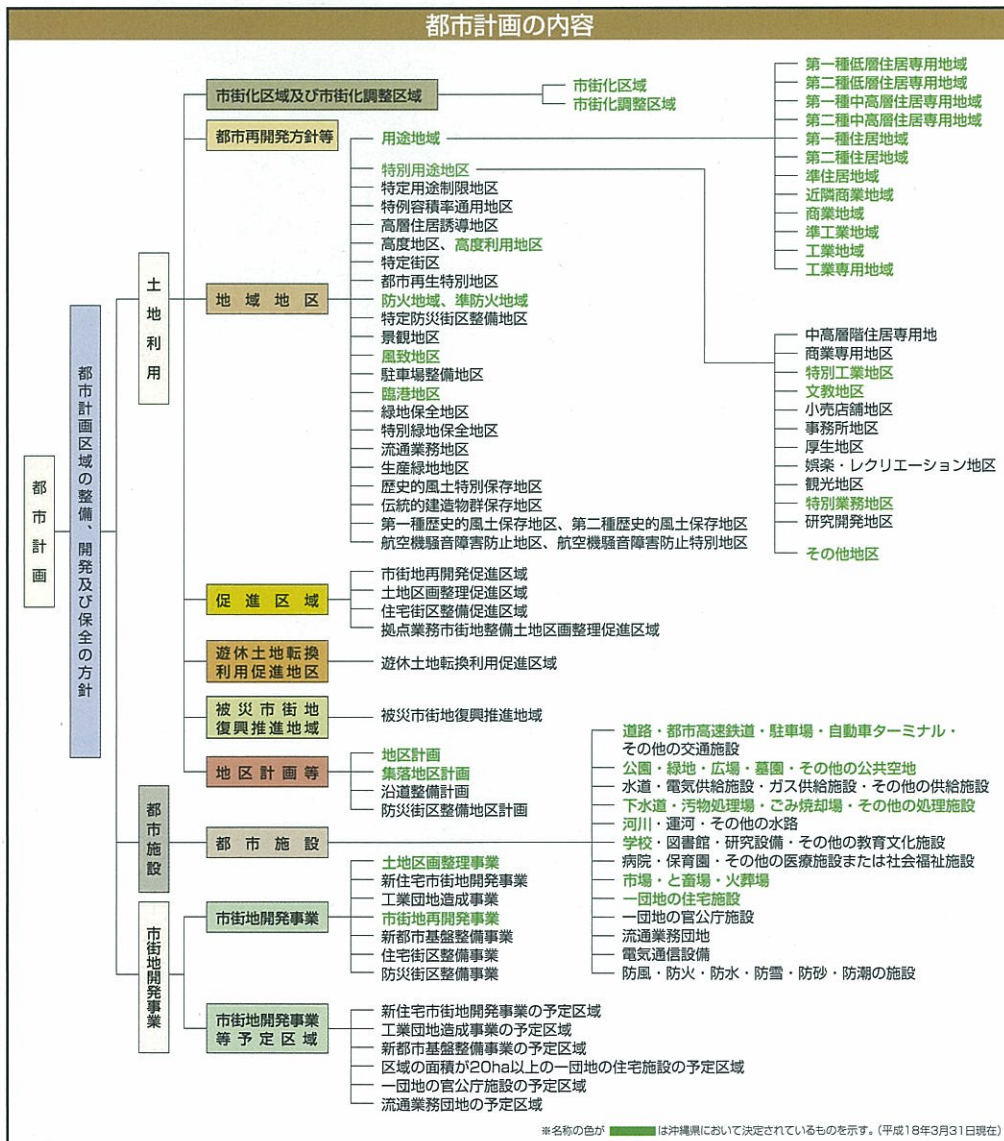 都市計画の内容
都市計画
都市計画区域の整備、開発及び保全の方針
土地利用
市街化区域及び市街化調整区域
市街化区域
市街化調整区域
都市再開発方針等
地域地区
用途地域
第一種低層住居専用地域
第二種低層住居専用地域
第一種中高層住居専用地域
第二種中高層住居専用地域
第一種住居地域
第二種住居地域
準住居地域
近隣商業地域
商業地域
準工業地域
工業地域
工業専用地域
特別用途地区
中高層階住居専用地
商業専用地区
特別工業地区
文教地区
小売店舗地区
事務所地区
厚生地区
娯楽・レクリエーション地区
観光地区
特別業務地区
研究開発地区
その他地区
特定用途制限地区
特例容積率通用地区
高層住居誘導地区
高度地区、高度利用地区
特定街区
都市再生特別地区
防火地域、準防火地域
特定防災街区整備地区
景観地区
風致地区
駐車場整備地区
臨港地区
緑地保全地区
特別緑地保全地区
流通業務地区
生産緑地地区
歴史的風土特別保存地区
伝統的建造物群保存地区
第一種歴史的風土保存地区、第二種歴史的風土保存地区
航空機騒音障害防止地区、航空機騒音障害防止特別地区
促進区域
市街地再開発促進区域
土地区画整理促進区域
住宅街区整備促進区域
拠点業務市街地整備土地区画整理促進区域
遊休土地転換
利用促進地区
遊休土地転換利用促進区域
被災市街地
復興推進地域
被災市街地復興推進地域
地区計画等
地区計画
集落地区計画
沿道整備計画
防災街区整備地区計画
都市施設
都市施設
道路・都市高速鉄道・駐車場・自動車ターミナル・
その他の交通施設
公園・緑地・広場・墓園・その他の公共空地
水道・電気供給施設・ガス供給施設・その他の供給施設
下水道・汚物処理場・ごみ焼却場・その他の処理施設
河川・運河・その他の水路
学校・図書館・研究設備・その他の教育文化施設
病院・保育園・その他の医療施設または社会福祉施設
市場・と畜場・火葬場
一団地の住宅施設
一団地の官公庁施設
流通業務団地
電気通信設備
防風・防火・防水・防雪・防砂・防潮の施設
市街地開発事業
市街地開発事業
土地区画整理事業
新住宅市街地開発事業
工業団地造成事業
市街地再開発事業
新都市基盤整備事業
住宅街区整備事業
防災街区整備事業
市街地開発事業
等予定区域
新住宅市街地開発事業の予定区域
工業団地造成事業の予定区域
新都市基盤整備事業の予定区域
区域の面積が20ha以上の一団地の住宅施設の予定区域
一団地の官公庁施設の予定区域
流通業務団地の予定区域
※名称の色が は沖縄県において決定されているものを示す。(平成18年3月31日現在)